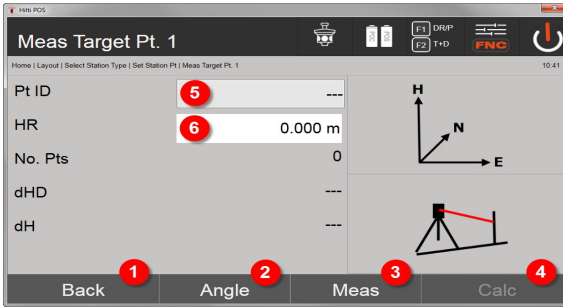 Hilti POS
Meas Target Pt. 1
POC
POS
F1 DR/P
F2 T+D
FNC
Home | Layout | Select Station Type | Set Station Pt | Meas Target Pt. 1
10:41
Pt ID
5
---
HR
6
0.000 m
No. Pts
0
dHD
---
dH
---
H
N
E
1
2
3
4
Back
Angle
Meas
Calc